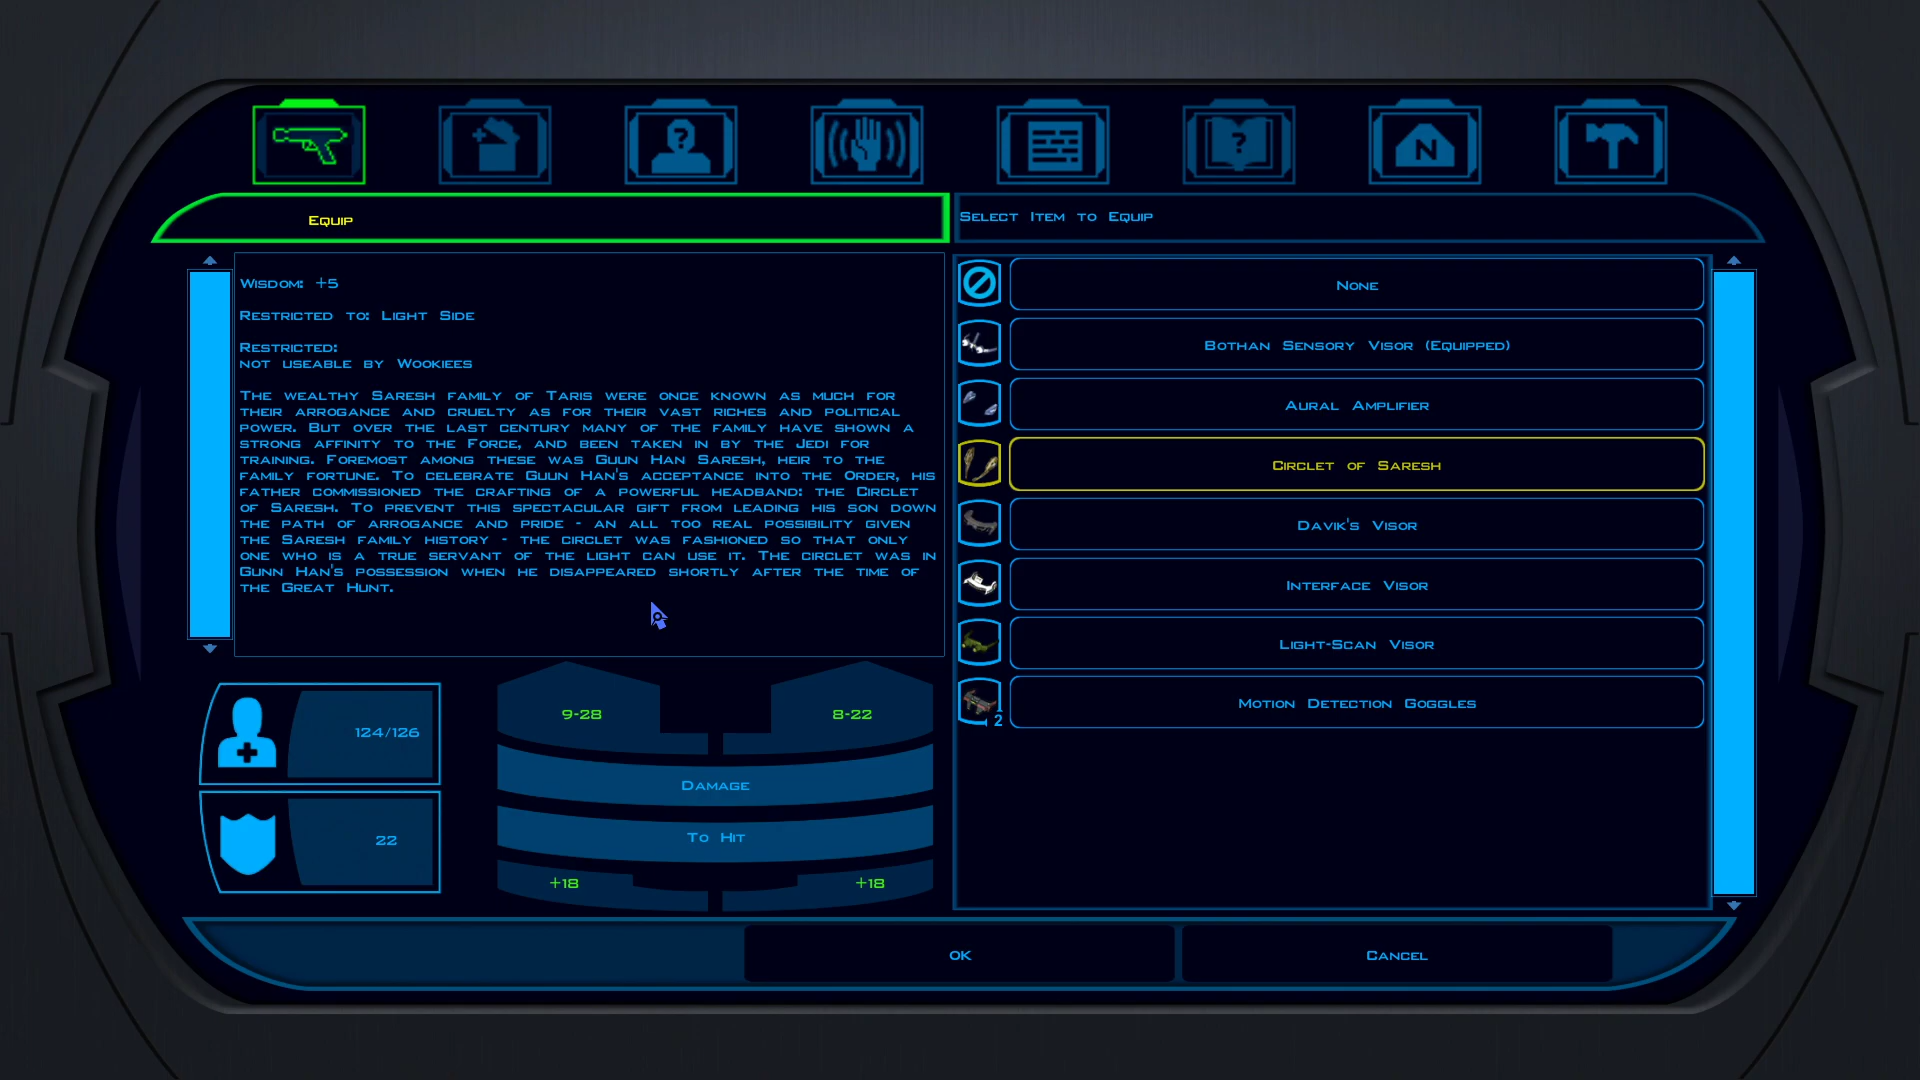 ?
N
?
Equip
Select Item to Equip
Wisdom: +5
Restricted to: Light Side
Restricted:
not useable by Wookiees
The wealthy Saresh family of Taris were once known as much for
their arrogance and cruelty as for their vast riches and political
power. But over the last century many of the family have shown a
strong affinity to the Force, and been taken in by the Jedi for
training. Foremost among these was Guun Han Saresh, heir to the
family fortune. To celebrate Guun Han's acceptance into the Order, his
father commissioned the crafting of a powerful headband: the Circlet
of Saresh. To prevent this spectacular gift from leading his son down
the path of arrogance and pride - an all too real possibility given
the Saresh family history - the circlet was fashioned so that only
one who is a true servant of the light can use it. The circlet was in
Gunn Han's possession when he disappeared shortly after the time of
the Great Hunt.
None
Bothan Sensory Visor (Equipped)
Aural Amplifier
Circlet of Saresh
Davik's Visor
Interface Visor
Light-Scan Visor
Motion Detection Goggles
2
124/126
22
9-28
8-22
Damage
To Hit
+18
+18
OK
Cancel